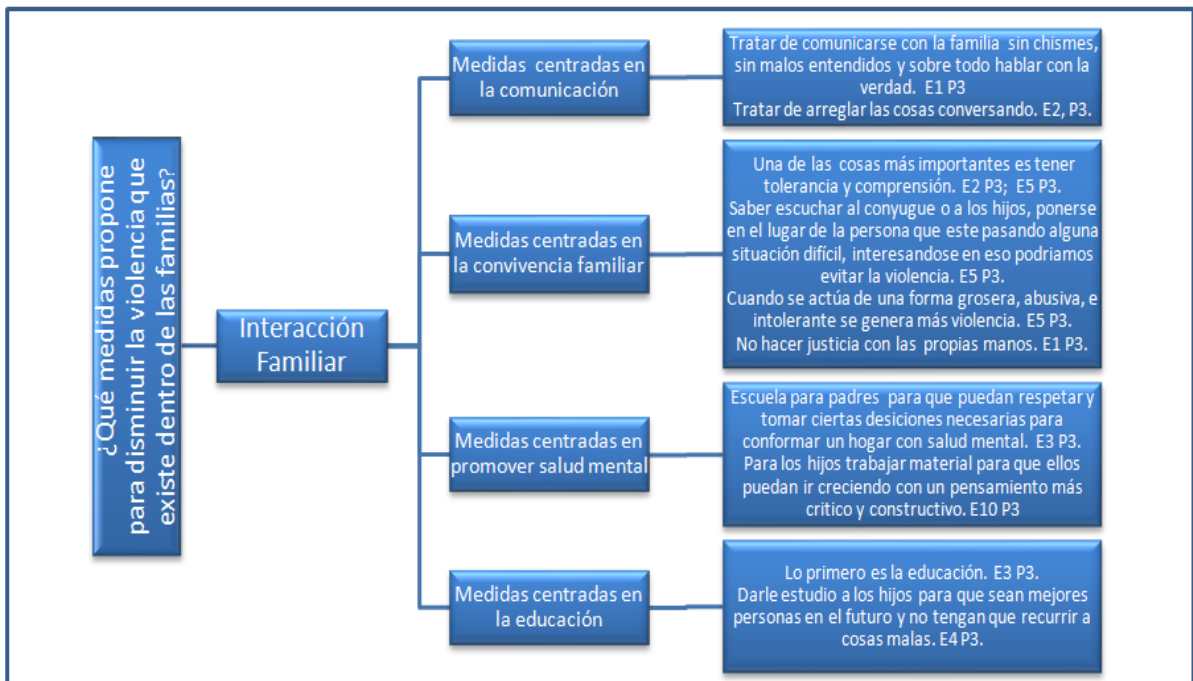 ¿Qué medidas propone
para disminuir la violencia que
existe dentro de las familias?
Interacción
Familiar
Medidas centradas en
la comunicación
Tratar de comunicarse con la familia sin chismes,
sin malos entendidos y sobre todo hablar con la
verdad. E1 P3
Tratar de arreglar las cosas conversando. E2, P3.
Medidas centradas en
la convivencia familiar
Una de las cosas más importantes es tener
tolerancia y comprensión. E2 P3; E5 P3.
Saber escuchar al conyugue o a los hijos, ponerse
en el lugar de la persona que este pasando alguna
situación difícil, interesandose en eso podriamos
evitar la violencia. E5 P3.
Cuando se actúa de una forma grosera, abusiva, e
intolerante se genera más violencia. E5 P3.
No hacer justicia con las propias manos. E1 P3.
Medidas centradas en
promover salud mental
Escuela para padres para que puedan respetar y
tomar ciertas desiciones necesarias para
conformar un hogar con salud mental. E3 P3.
Para los hijos trabajar material para que ellos
puedan ir creciendo con un pensamiento más
critico y constructivo. E10 P3
Medidas centradas en
la educación
Lo primero es la educación. E3 P3.
Darle estudio a los hijos para que sean mejores
personas en el futuro y no tengan que recurrir a
cosas malas. E4 P3.